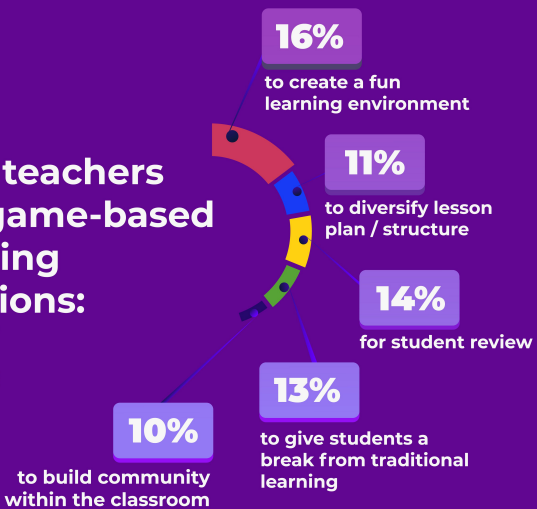 teachers
game-based
ing
ions:
16%
to create a fun
learning environment
11%
to diversify lesson
plan / structure
14%
for student review
13%
to give students a
break from traditional
learning
10%
to build community
within the classroom